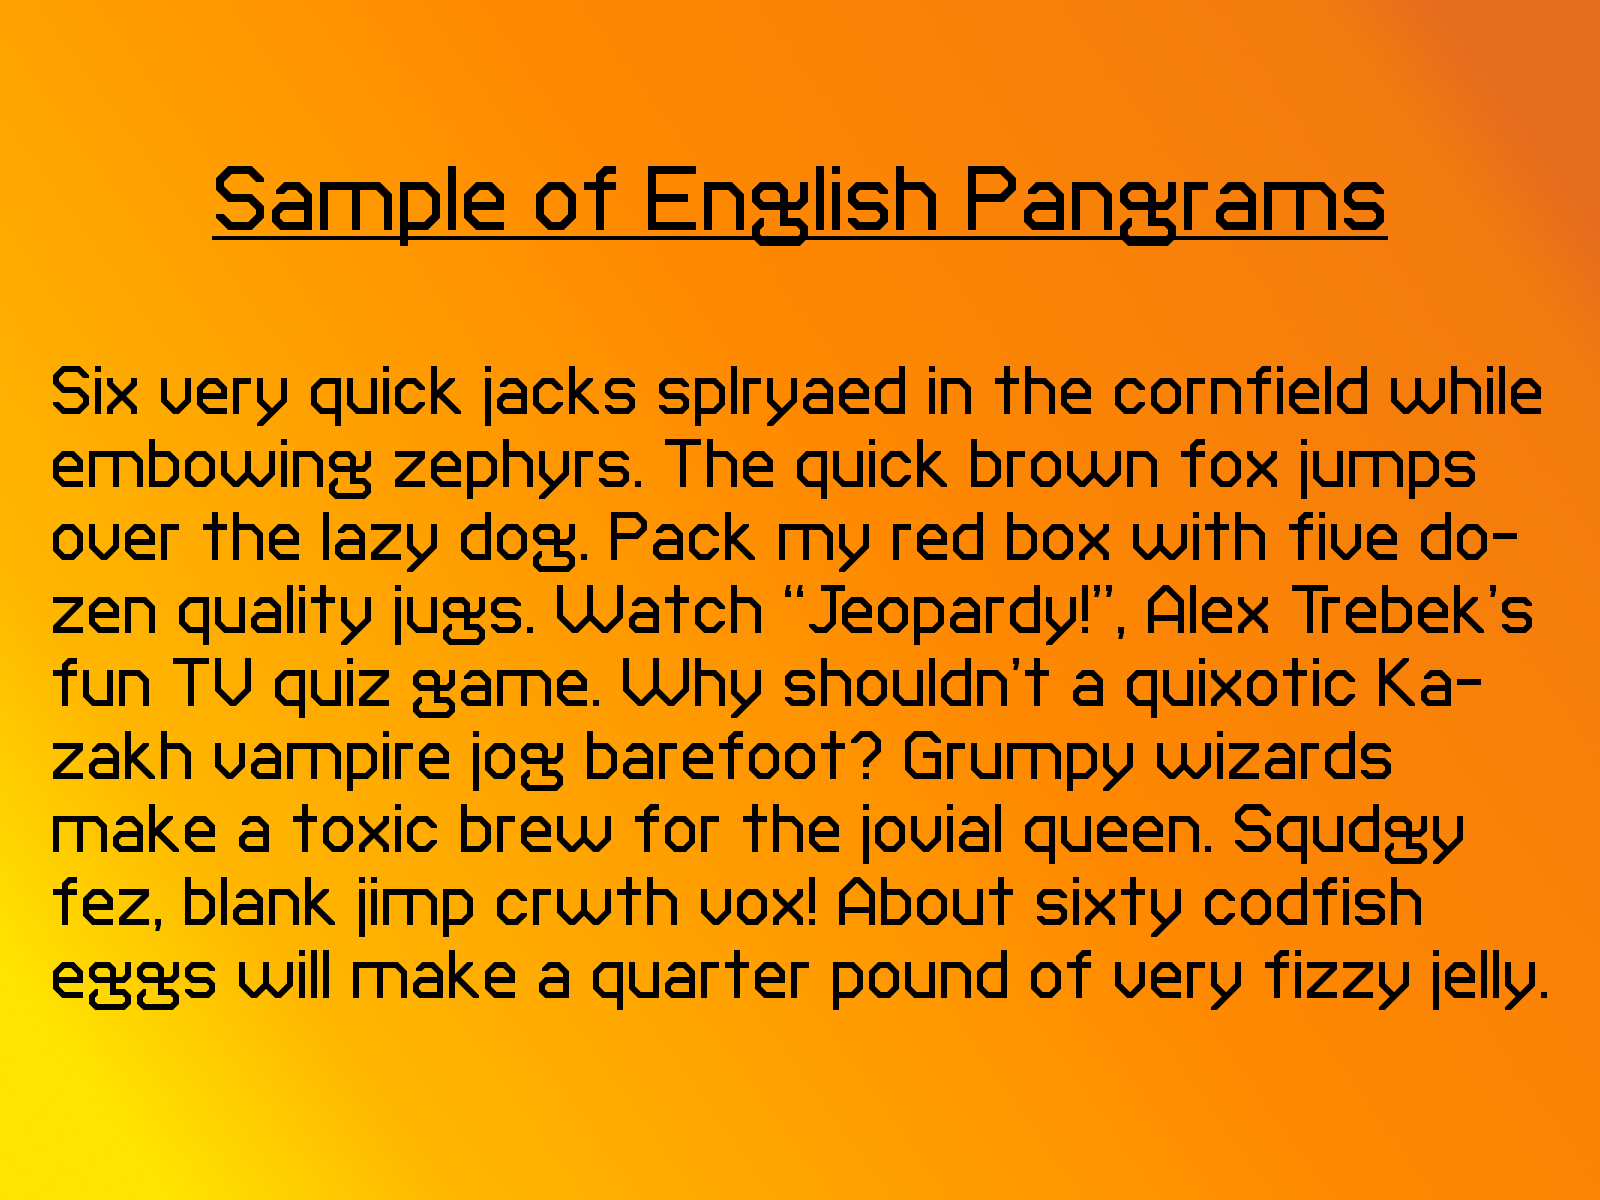 Sample of English Pangrams
Six very quick jacks splryaed in the cornfield while
embowing zephyrs. The quick brown fox jumps
over the lazy dog. Pack my red box with five do-
zen quality jugs. Watch “Jeopardy!”, Alex Trebek’s
fun TV quiz game. Why shouldn’t a quixotic Ka-
zakh vampire jog barefoot? Grumpy wizards
make a toxic brew for the jovial queen. Squdgy
fez, blank jimp crwth vox! About sixty codfish
eggs will make a quarter pound of very fizzy jelly.